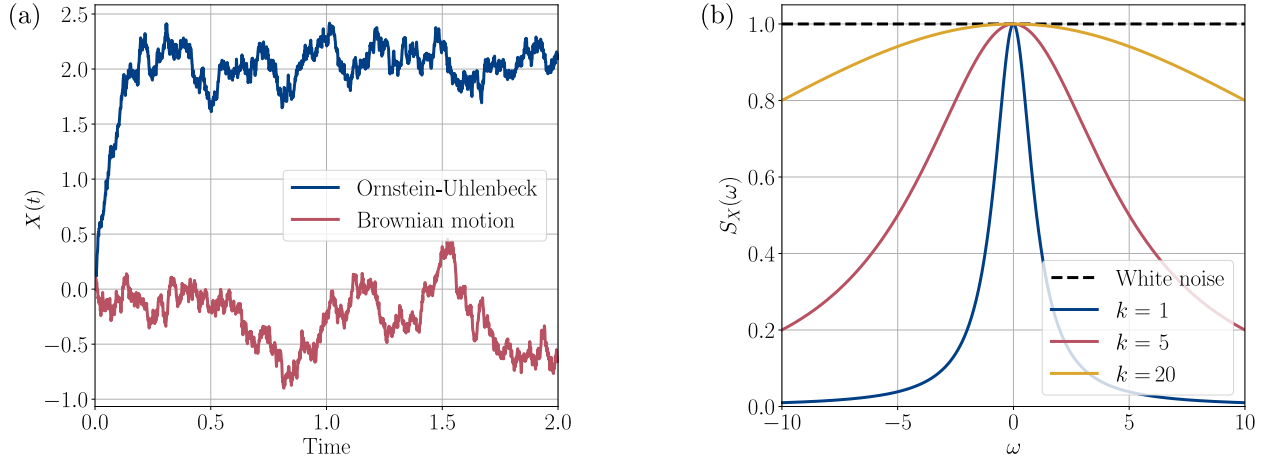 (a)
2.5
2.0
1.5
1.0
0.5
0.0
−0.5
−1.0
X(t)
Ornstein-Uhlenbeck
Brownian motion
0.0 0.5 1.0 1.5 2.0
Time
(b)
1.0
0.8
0.6
0.4
0.2
0.0
S_X(ω)
White noise
k = 1
k = 5
k = 20
−10 −5 0 5 10
ω